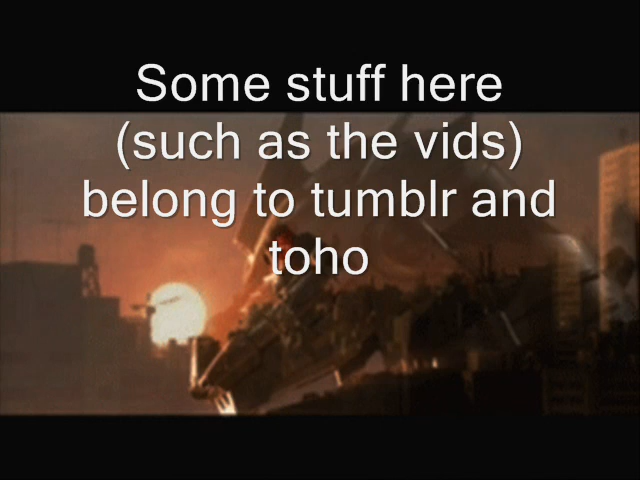 Some stuff here
(such as the vids)
belong to tumblr and
toho